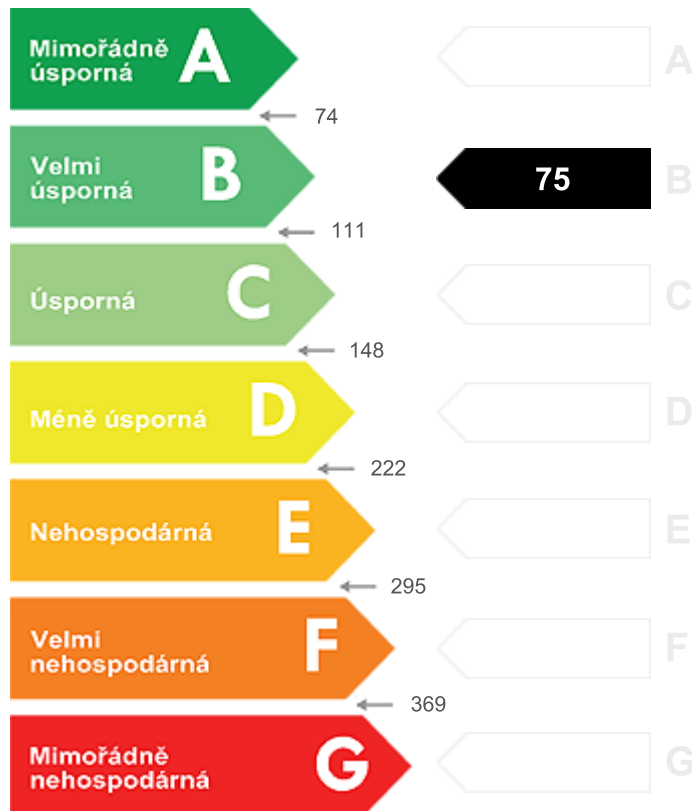 Mimořádně
úsporná
A
A
74
Velmi
úsporná
B
75
B
111
Úsporná
C
C
148
Méně úsporná
D
D
222
Nehospodárná
E
E
295
Velmi
nehospodárná
F
F
369
Mimořádně
nehospodárná
G
G